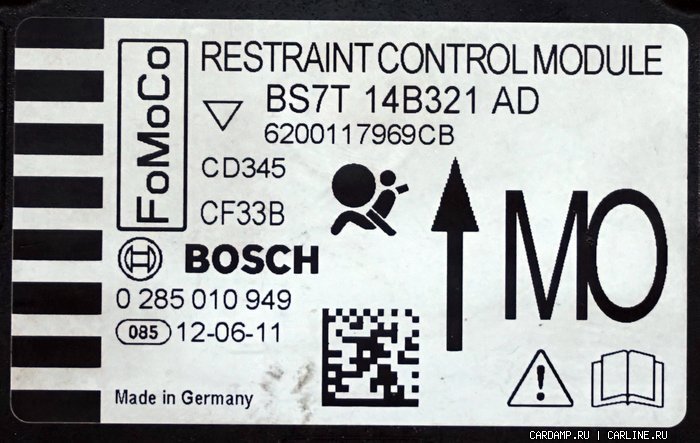 FoMoCo
RESTRAINT CONTROL MODULE
BS7T 14B321 AD
6200117969CB
CD345
CF33B
MO
BOSCH
0 285 010 949
085 12-06-11
Made in Germany
CARDAMP.RU | CARLINE.RU